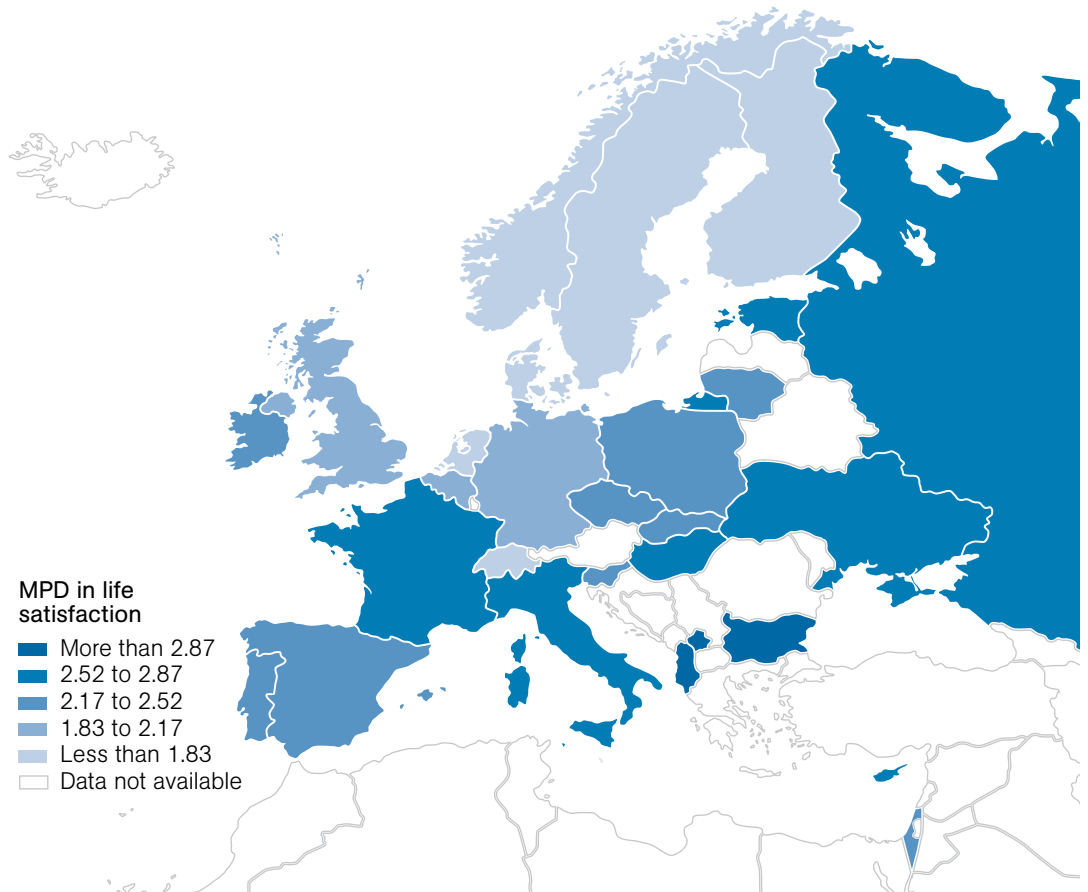 MPD in life
satisfaction
More than 2.87
2.52 to 2.87
2.17 to 2.52
1.83 to 2.17
Less than 1.83
Data not available